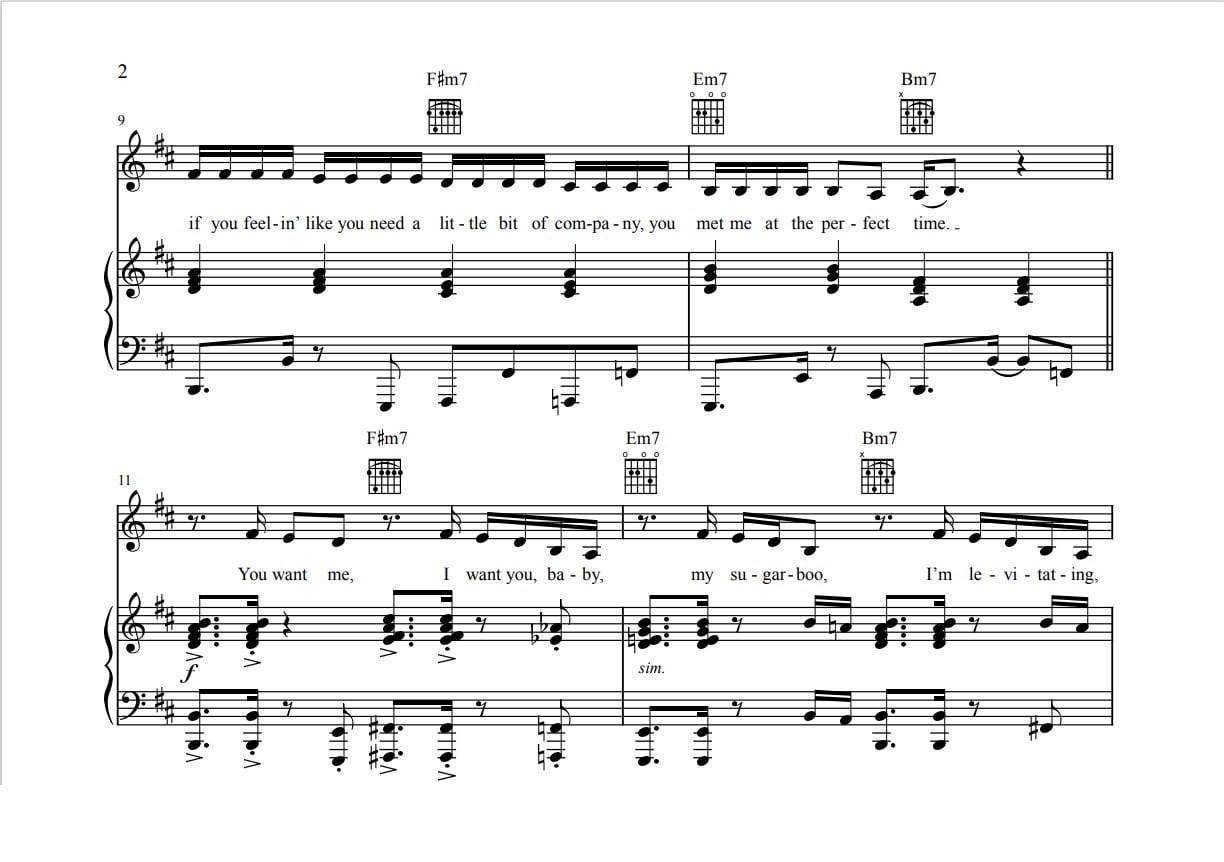 2
F#m7 Em7 Bm7
9
if you feel-in' like you need a lit - tle bit of com-pa - ny, you met me at the per - fect time.
F#m7 Em7 Bm7
11
You want me, I want you, ba - by, my su - gar-boo, I'm le - vi - tat - ing,
f sim.